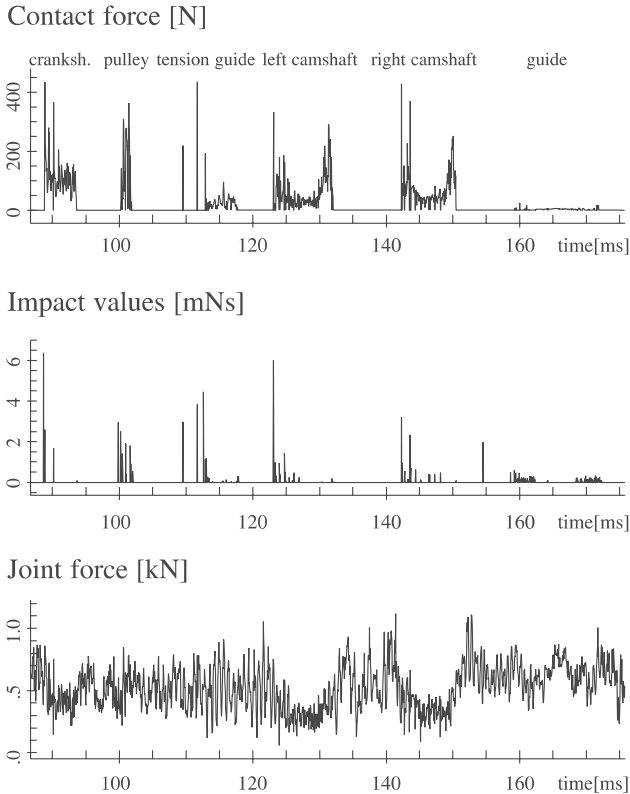 Contact force [N]
cranksh. pulley tension guide left camshaft right camshaft guide
400
200
0
100 120 140 160 time[ms]
Impact values [mNs]
6
4
2
0
100 120 140 160 time[ms]
Joint force [kN]
1.0
.5
.0
100 120 140 160 time[ms]